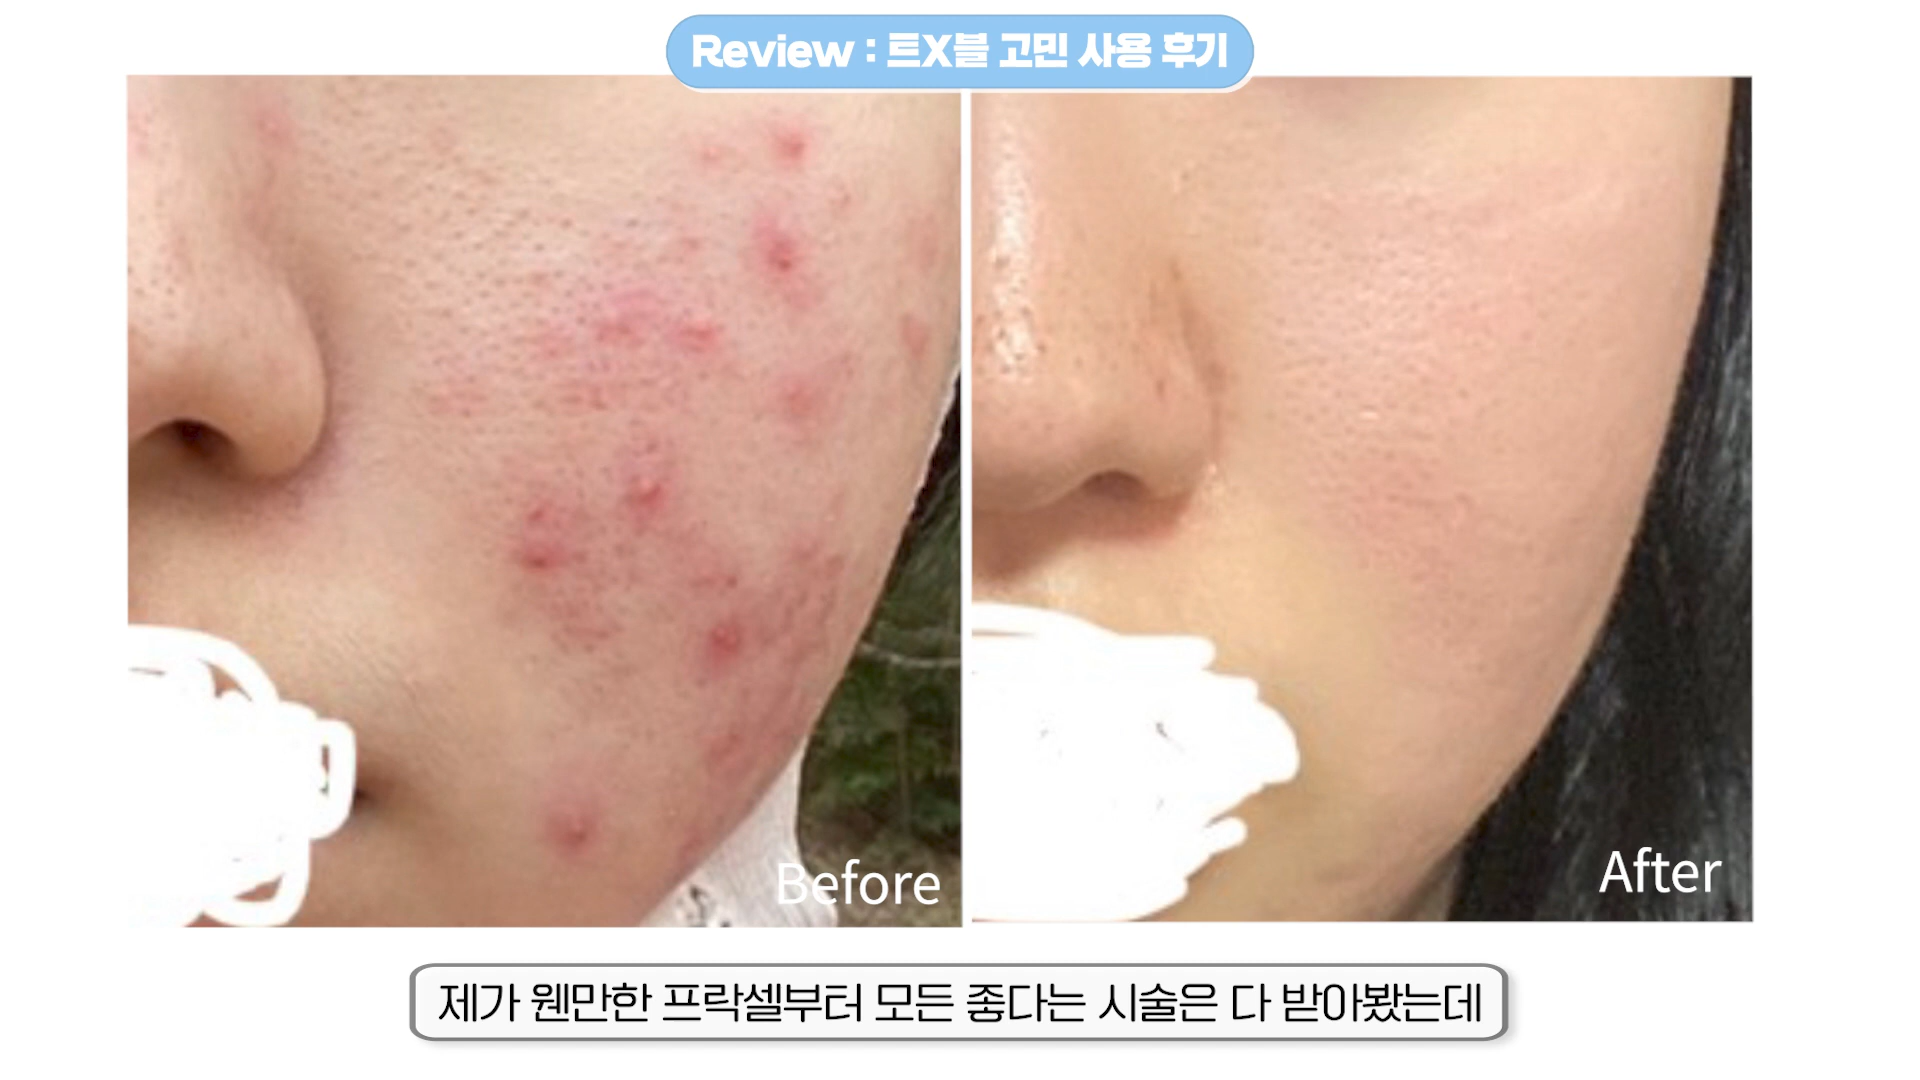 Review : 트X블 고민 사용 후기
Before
After
제가 웬만한 프락셀부터 모든 좋다는 시술은 다 받아봤는데